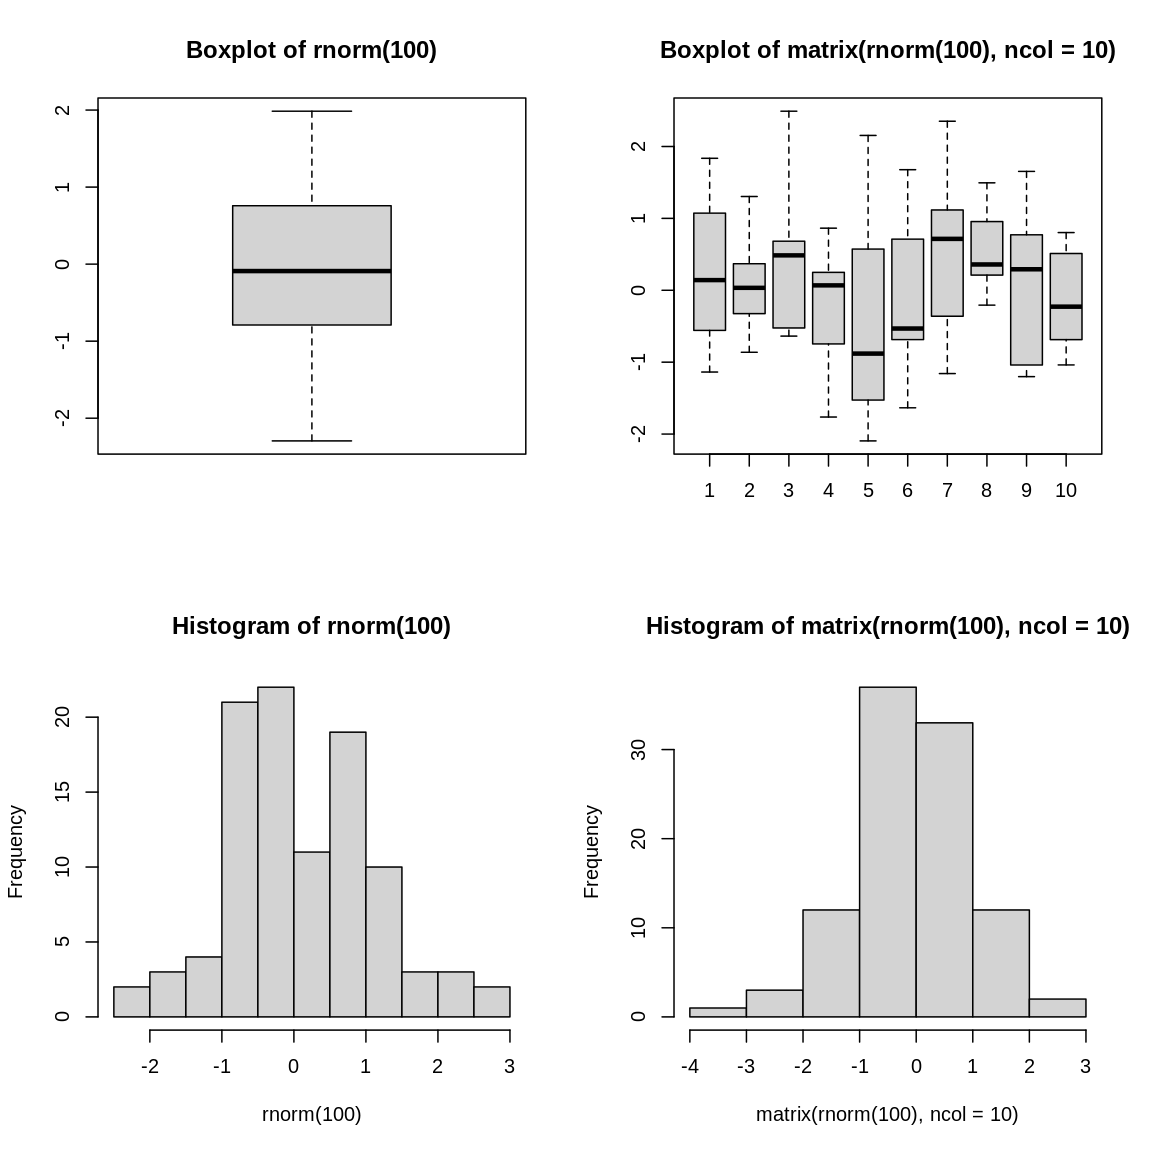 Boxplot of rnorm(100)
2
1
0
-1
-2
Boxplot of matrix(rnorm(100), ncol = 10)
2
1
0
-1
-2
1 2 3 4 5 6 7 8 9 10
Histogram of rnorm(100)
Frequency
20
15
10
5
0
-2 -1 0 1 2 3
rnorm(100)
Histogram of matrix(rnorm(100), ncol = 10)
Frequency
30
20
10
0
-4 -3 -2 -1 0 1 2 3
matrix(rnorm(100), ncol = 10)